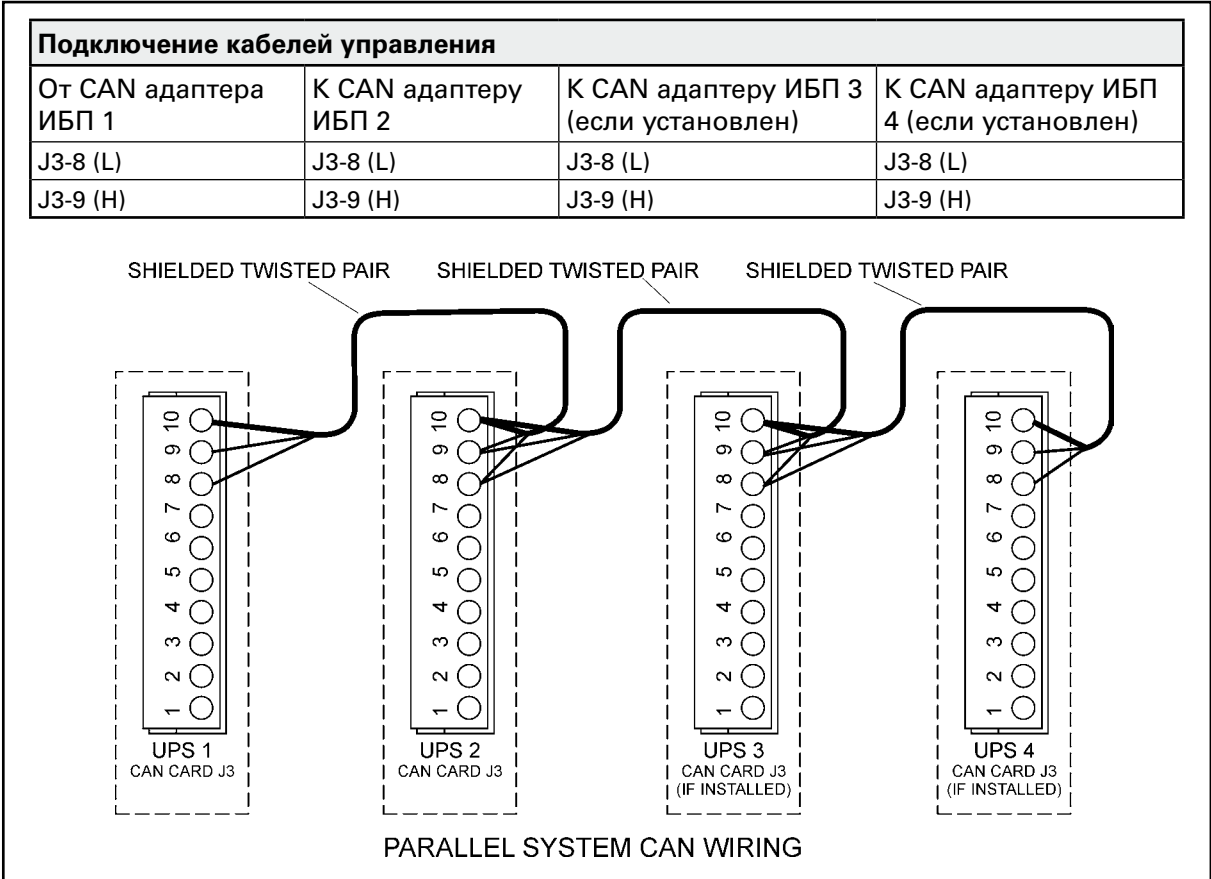 Подключение кабелей управления
От CAN адаптера ИБП 1
К CAN адаптеру ИБП 2
К CAN адаптеру ИБП 3 (если установлен)
К CAN адаптеру ИБП 4 (если установлен)
J3-8 (L)
J3-8 (L)
J3-8 (L)
J3-8 (L)
J3-9 (H)
J3-9 (H)
J3-9 (H)
J3-9 (H)
SHIELDED TWISTED PAIR
SHIELDED TWISTED PAIR
SHIELDED TWISTED PAIR
10
9
8
7
6
5
4
3
2
1
UPS 1
CAN CARD J3
10
9
8
7
6
5
4
3
2
1
UPS 2
CAN CARD J3
10
9
8
7
6
5
4
3
2
1
UPS 3
CAN CARD J3
(IF INSTALLED)
10
9
8
7
6
5
4
3
2
1
UPS 4
CAN CARD J3
(IF INSTALLED)
PARALLEL SYSTEM CAN WIRING